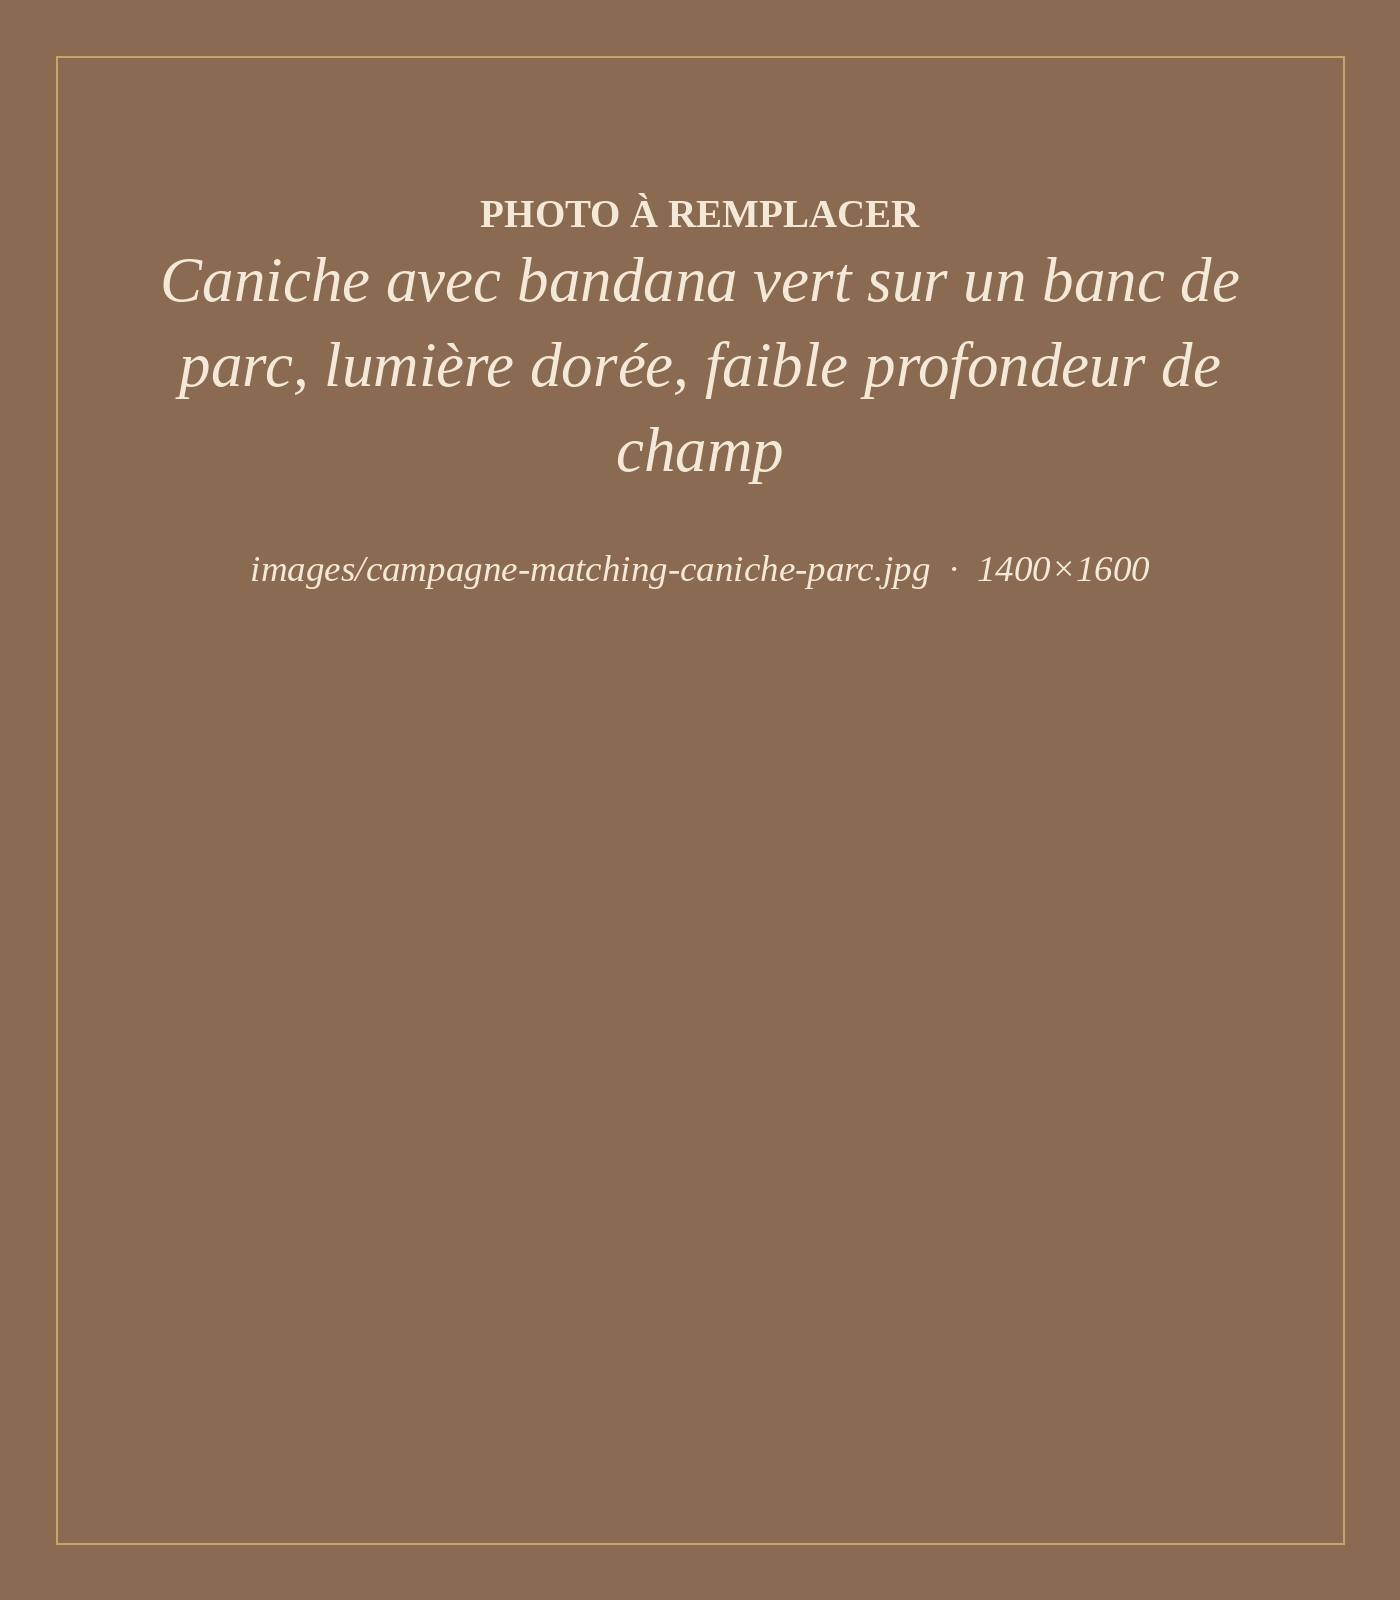 PHOTO À REMPLACER
Caniche avec bandana vert sur un banc de
parc, lumière dorée, faible profondeur de
champ
images/campagne-matching-caniche-parc.jpg · 1400×1600